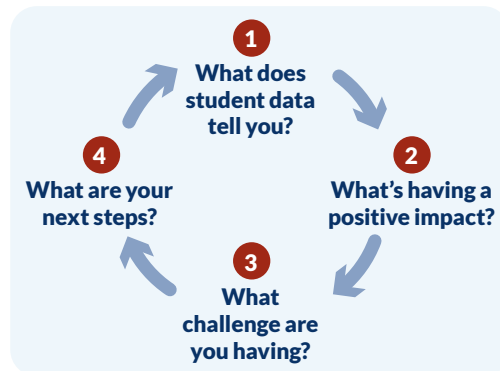 1
What does
student data
tell you?
2
What's having a
positive impact?
3
What
challenge are
you having?
4
What are your
next steps?